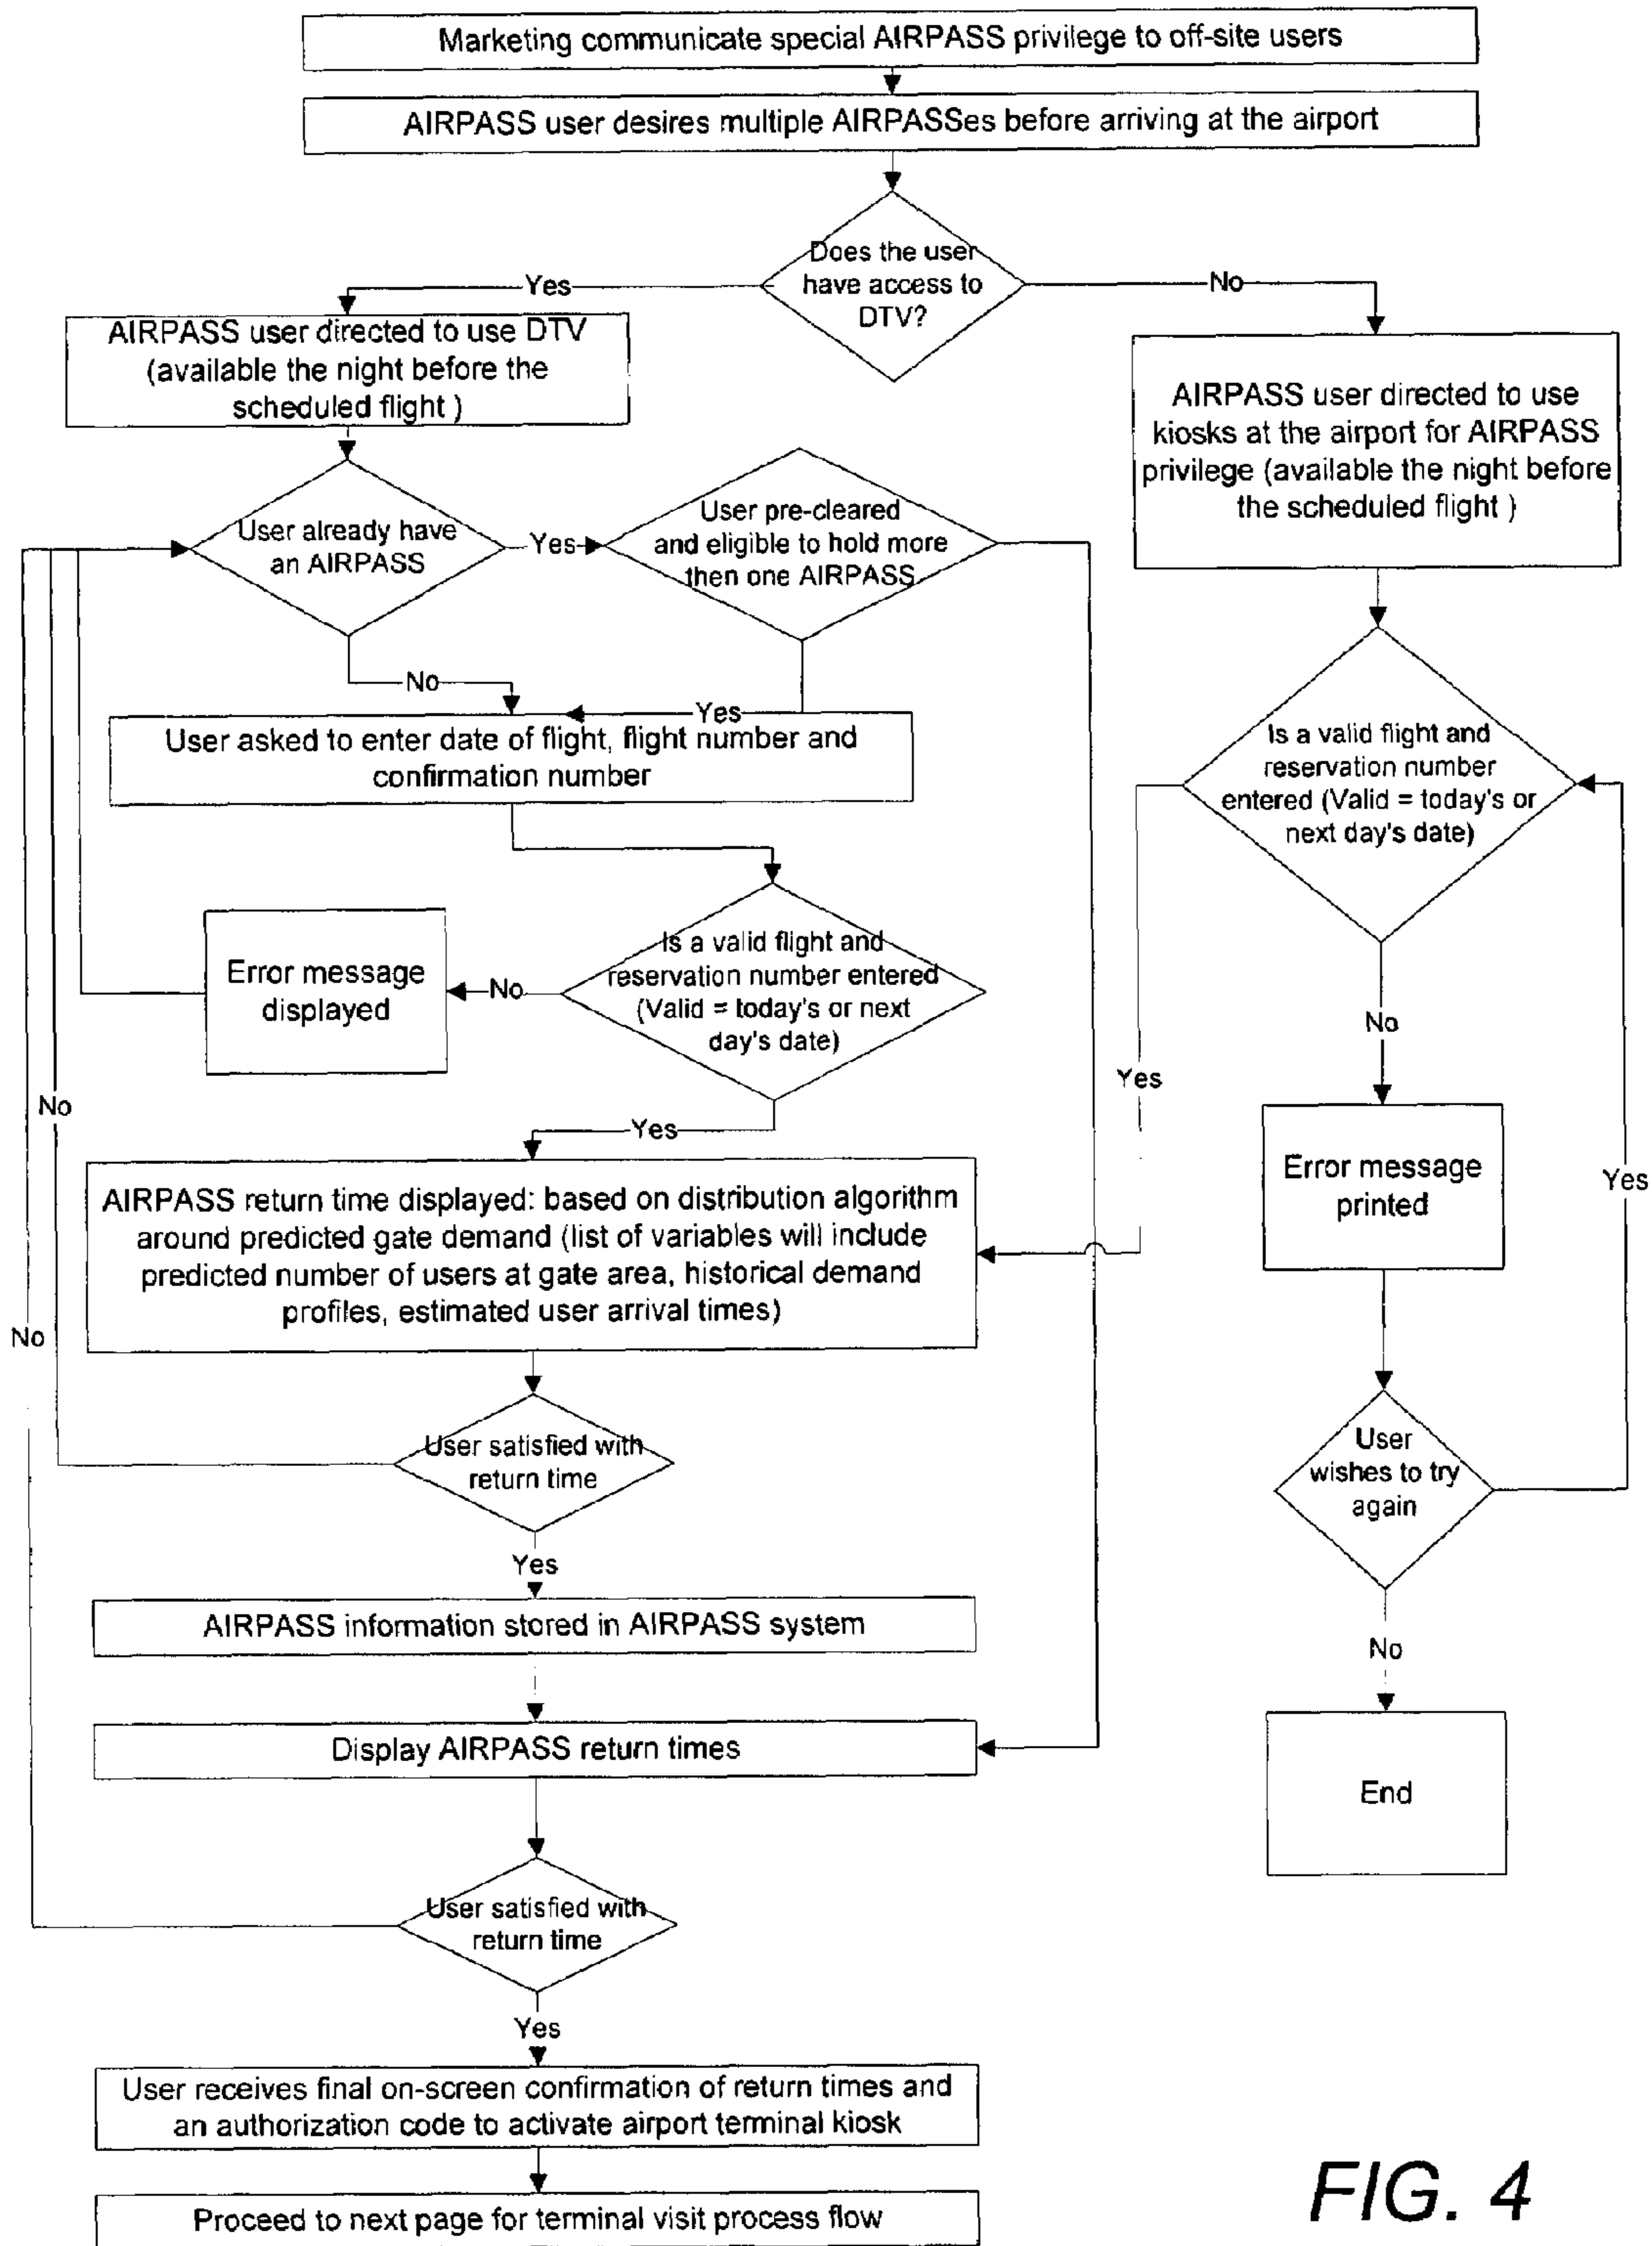 Marketing communicate special AIRPASS privilege to off-site users
AIRPASS user desires multiple AIRPASSes before arriving at the airport
Does the user
have access to
DTV?
Yes
No
AIRPASS user directed to use DTV
(available the night before the
scheduled flight )
AIRPASS user directed to use
kiosks at the airport for AIRPASS
privilege (available the night before
the scheduled flight )
User already have
an AIRPASS
Yes
User pre-cleared
and eligible to hold more
then one AIRPASS
No
Yes
User asked to enter date of flight, flight number and
confirmation number
Is a valid flight and
reservation number
entered (Valid = today's or
next day's date)
Error message
displayed
No
Is a valid flight and
reservation number entered
(Valid = today's or next
day's date)
No
Yes
No
Yes
Error message
printed
Yes
AIRPASS return time displayed: based on distribution algorithm
around predicted gate demand (list of variables will include
predicted number of users at gate area, historical demand
profiles, estimated user arrival times)
No
User satisfied with
return time
User
wishes to try
again
Yes
AIRPASS information stored in AIRPASS system
No
Display AIRPASS return times
End
User satisfied with
return time
Yes
User receives final on-screen confirmation of return times and
an authorization code to activate airport terminal kiosk
Proceed to next page for terminal visit process flow
FIG. 4